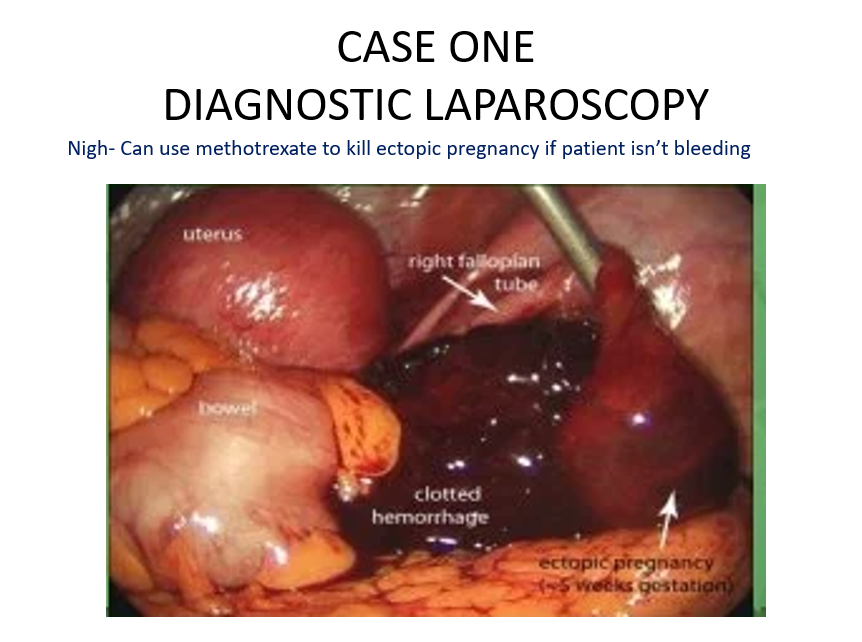 CASE ONE
DIAGNOSTIC LAPAROSCOPY
Nigh- Can use methotrexate to kill ectopic pregnancy if patient isn’t bleeding
uterus
right fallopian
tube
bowel
clotted
hemorrhage
ectopic pregnancy
(~5 weeks gestation)